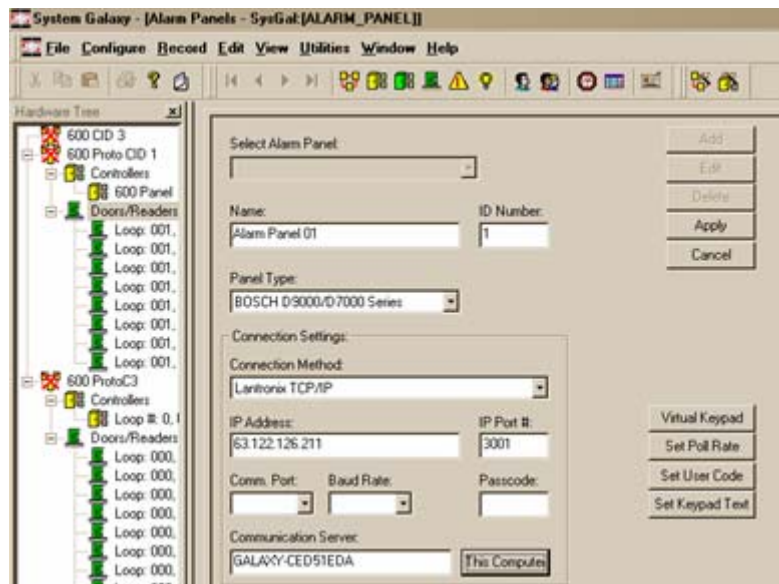 System Galaxy - [Alarm Panels - SysGal:[ALARM_PANEL]]
File Configure Record Edit View Utilities Window Help
Hardware Tree
600 CID 3
600 Proto CID 1
Controllers
600 Panel
Doors/Readers
Loop: 001,
Loop: 001,
Loop: 001,
Loop: 001,
Loop: 001,
Loop: 001,
Loop: 001,
Loop: 001,
600 ProtoC3
Controllers
Loop #: 0,
Doors/Readers
Loop: 000,
Loop: 000,
Loop: 000,
Loop: 000,
Loop: 000,
Loop: 000,
Select Alarm Panel:
Name:
Alarm Panel 01
ID Number:
1
Panel Type:
BOSCH D9000/D7000 Series
Connection Settings:
Connection Method:
Lantronix TCP/IP
IP Address:
63.122.126.211
IP Port #:
3001
Comm. Port:
Baud Rate:
Passcode:
Communication Server:
GALAXY-CED51EDA
This Computer
Add
Edit
Delete
Apply
Cancel
Virtual Keypad
Set Poll Rate
Set User Code
Set Keypad Text